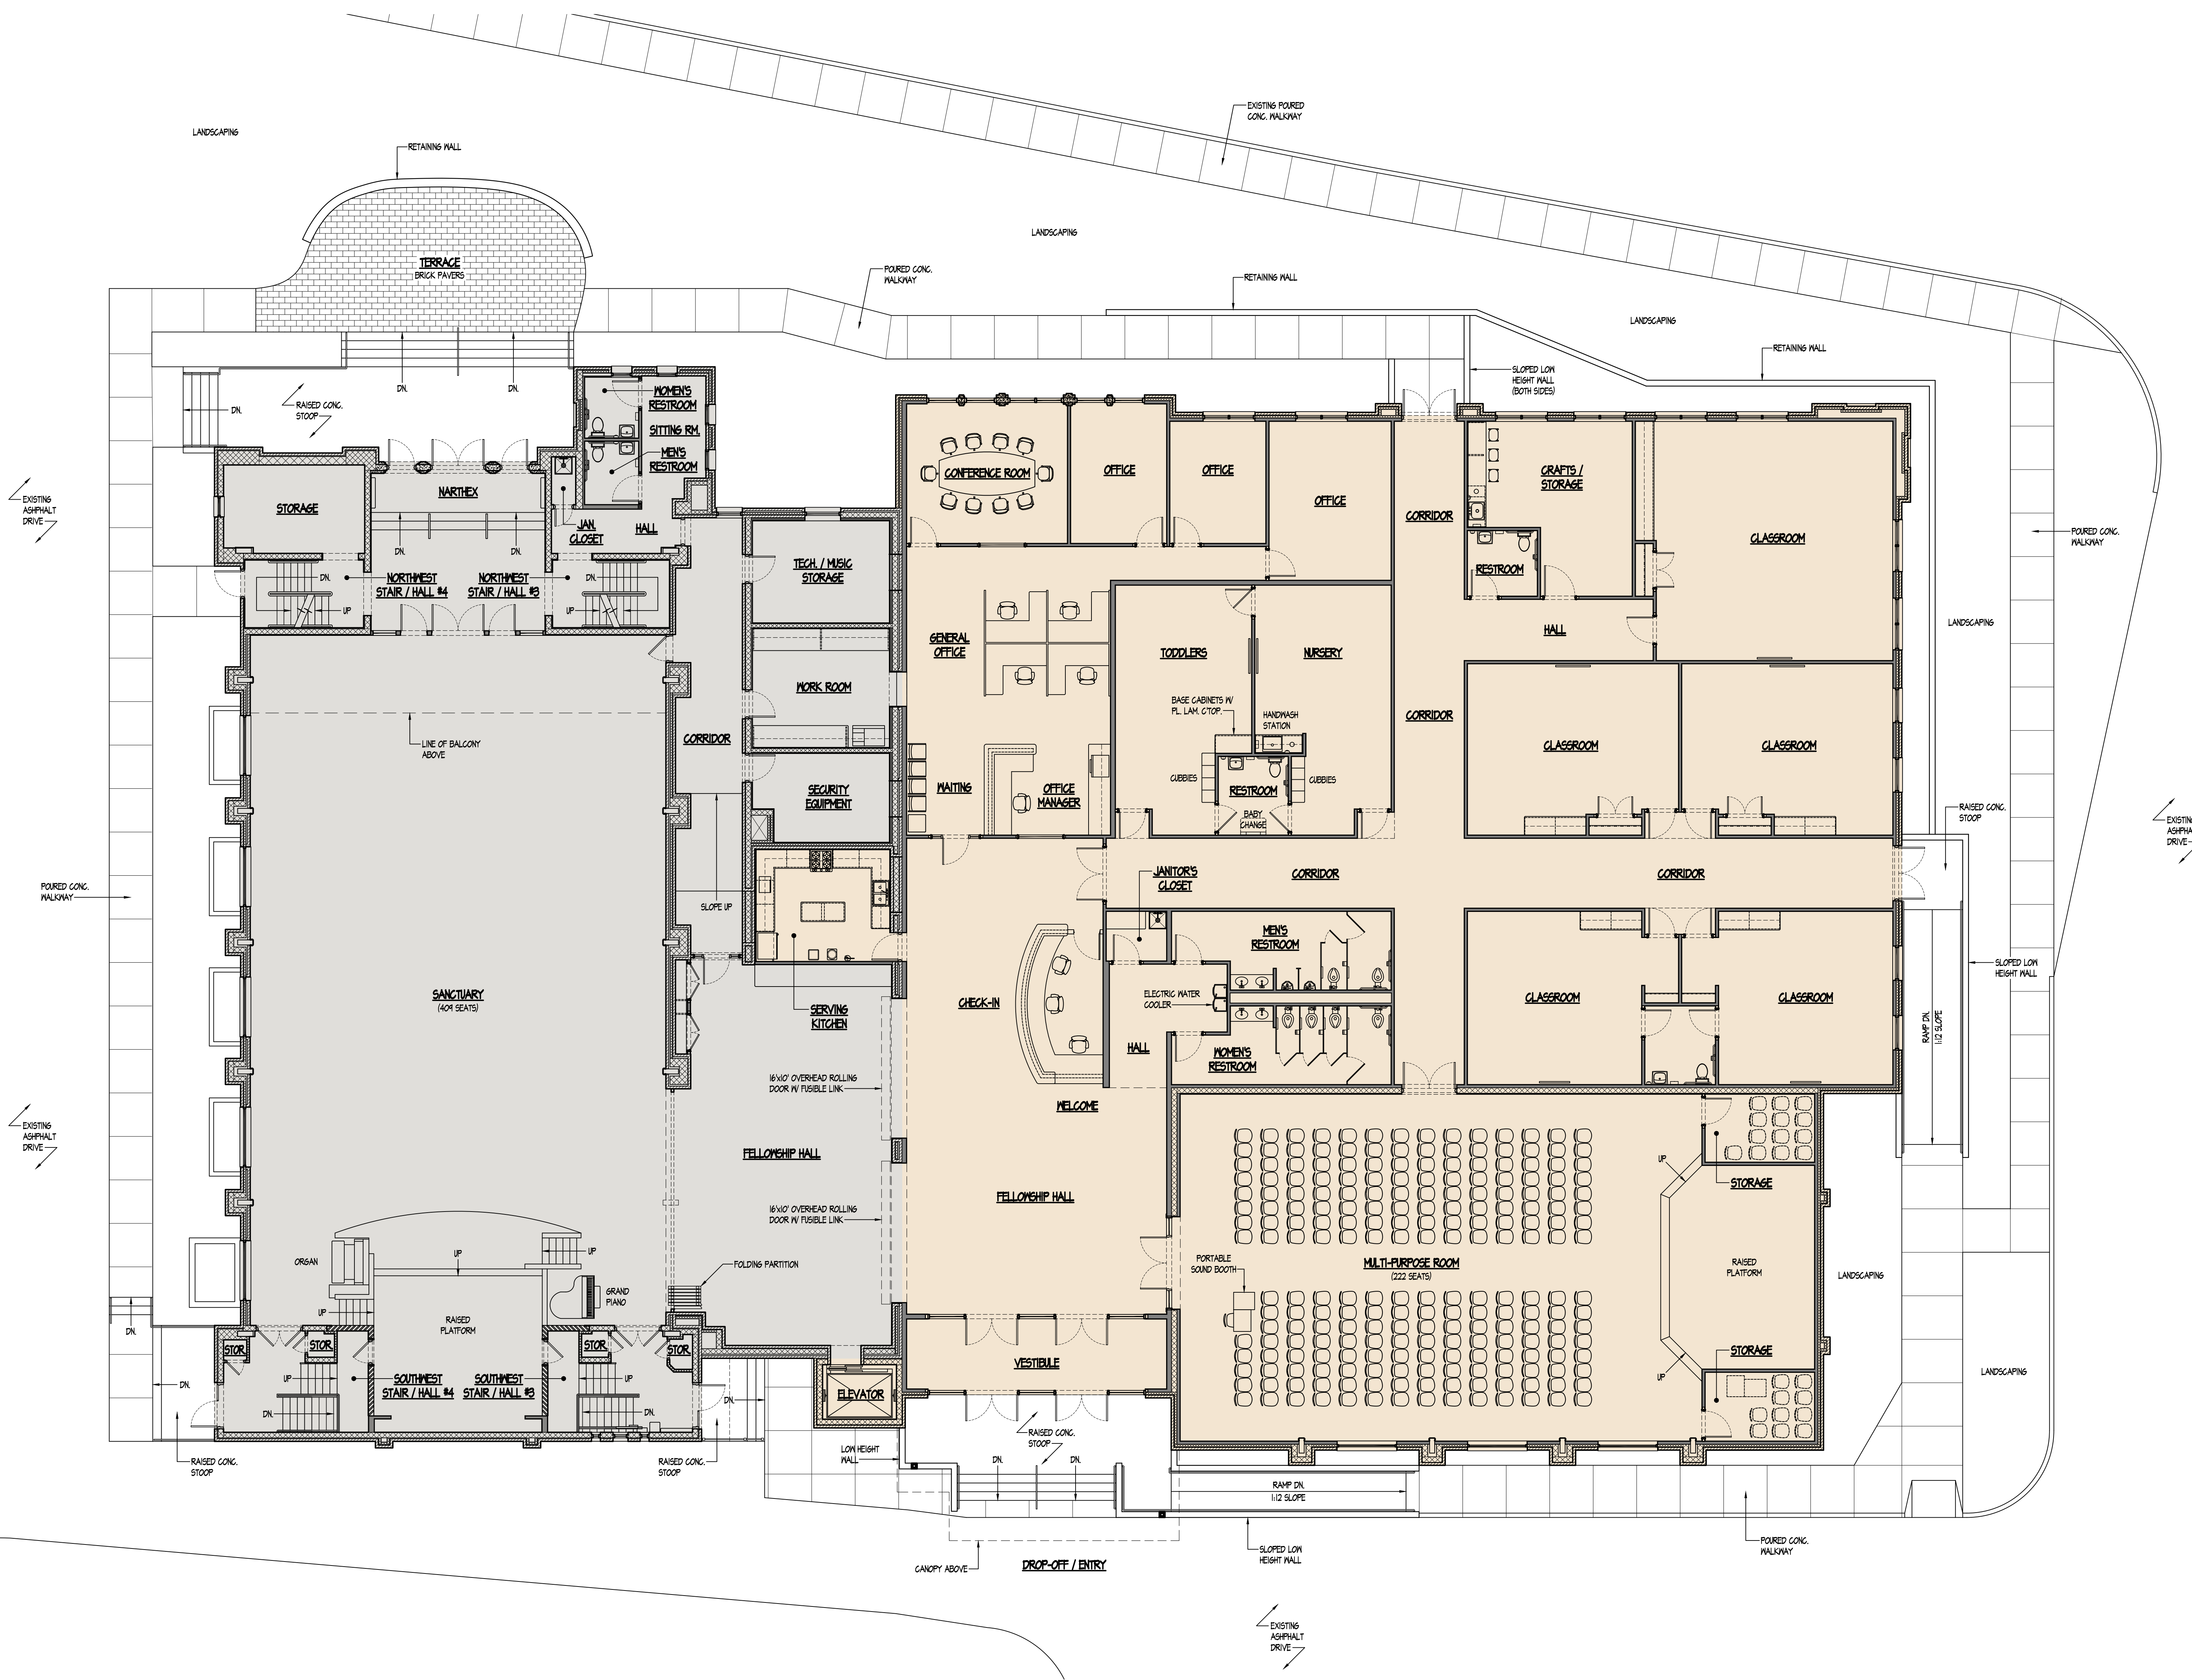 EXISTING POURED
CONC. WALKWAY
LANDSCAPING
RETAINING WALL
LANDSCAPING
TERRACE
BRICK PAVERS
POURED CONC.
WALKWAY
RETAINING WALL
LANDSCAPING
RETAINING WALL
SLOPED LOW
HEIGHT WALL
(BOTH SIDES)
DN.
DN.
DN.
RAISED CONC.
STOOP
WOMEN'S
RESTROOM
SITTING RM.
MEN'S
RESTROOM
EXISTING
ASHPHALT
DRIVE
STORAGE
NARTHEX
DN.
DN.
JAN.
CLOSET
HALL
CONFERENCE ROOM
OFFICE
OFFICE
OFFICE
CORRIDOR
CRAFTS /
STORAGE
CLASSROOM
POURED CONC.
WALKWAY
RESTROOM
DN.
NORTHWEST
STAIR / HALL #4
UP
NORTHWEST
STAIR / HALL #3
DN.
UP
TECH. / MUSIC
STORAGE
HALL
LANDSCAPING
GENERAL
OFFICE
TODDLERS
NURSERY
WORK ROOM
BASE CABINETS W/
PL. LAM. C'TOP.
HANDWASH
STATION
CORRIDOR
LINE OF BALCONY
ABOVE
CORRIDOR
CLASSROOM
CLASSROOM
WAITING
OFFICE
MANAGER
CUBBIES
RESTROOM
CUBBIES
BABY
CHANGE
SECURITY
EQUIPMENT
RAISED CONC.
STOOP
EXISTING
ASHPHA
DRIVE
POURED CONC.
WALKWAY
SLOPE UP
JANITOR'S
CLOSET
CORRIDOR
CORRIDOR
MEN'S
RESTROOM
SLOPED LOW
HEIGHT WALL
SANCTUARY
(409 SEATS)
SERVING
KITCHEN
CHECK-IN
ELECTRIC WATER
COOLER
CLASSROOM
CLASSROOM
RAMP DN.
1:12 SLOPE
HALL
WOMEN'S
RESTROOM
16'x10' OVERHEAD ROLLING
DOOR W/ FUSIBLE LINK
WELCOME
EXISTING
ASHPHALT
DRIVE
FELLOWSHIP HALL
FELLOWSHIP HALL
UP
STORAGE
16'x10' OVERHEAD ROLLING
DOOR W/ FUSIBLE LINK
ORGAN
UP
UP
FOLDING PARTITION
PORTABLE
SOUND BOOTH
MULTI-PURPOSE ROOM
(222 SEATS)
RAISED
PLATFORM
LANDSCAPING
GRAND
PIANO
UP
RAISED
PLATFORM
DN.
STOR.
STOR.
STOR.
STOR.
VESTIBULE
STORAGE
UP
LANDSCAPING
DN.
UP
SOUTHWEST
STAIR / HALL #4
SOUTHWEST
STAIR / HALL #3
UP
DN.
DN.
DN.
ELEVATOR
RAISED CONC.
STOOP
RAISED CONC.
STOOP
LOW HEIGHT
WALL
RAISED CONC.
STOOP
DN.
DN.
RAMP DN.
1:12 SLOPE
CANOPY ABOVE
DROP-OFF / ENTRY
SLOPED LOW
HEIGHT WALL
POURED CONC.
WALKWAY
EXISTING
ASHPHALT
DRIVE